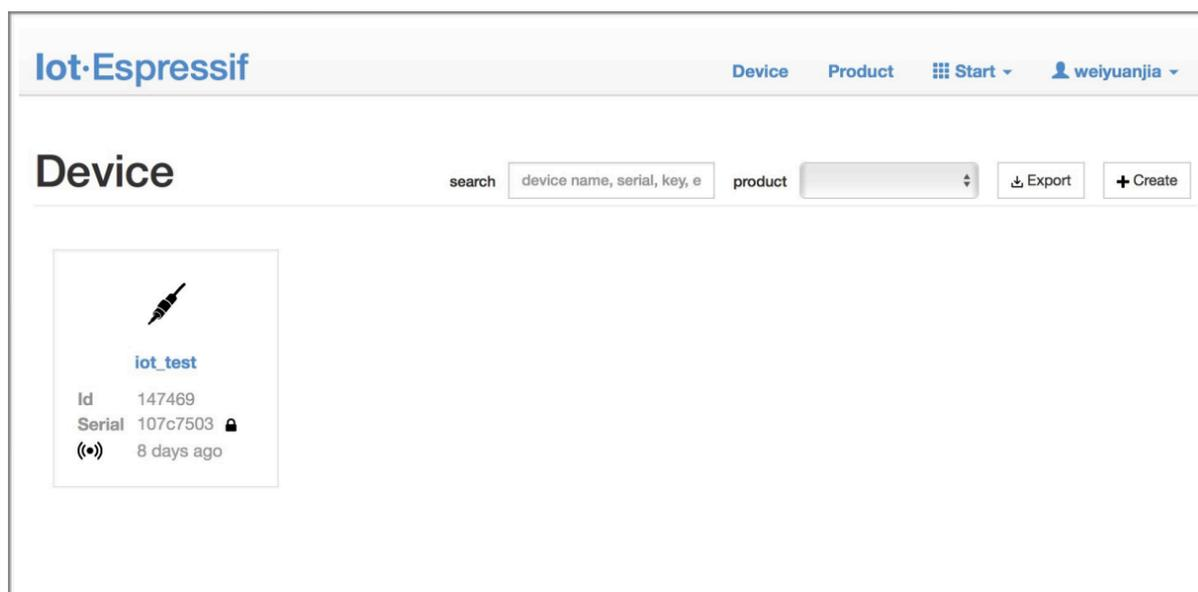 Iot·Espressif
Device Product Start weiyuanjia
Device
search device name, serial, key, e product Export Create
iot_test
Id 147469
Serial 107c7503
8 days ago